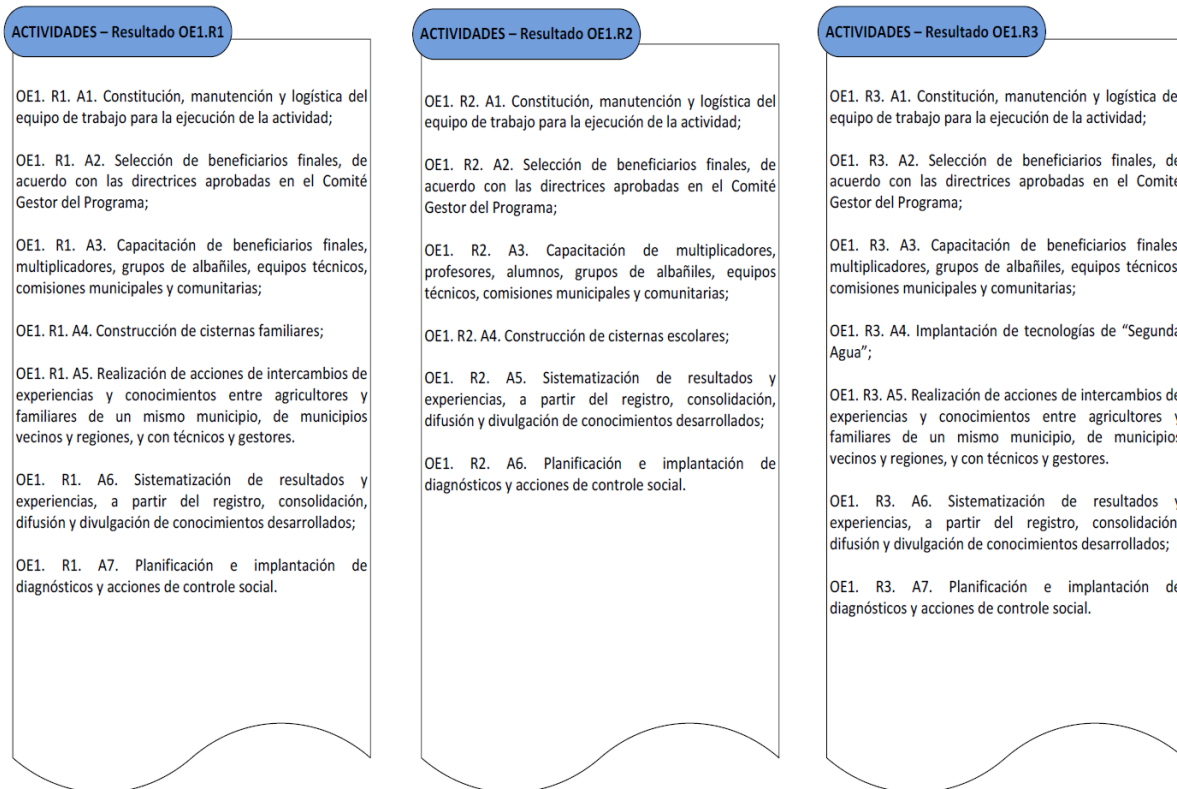 ACTIVIDADES – Resultado OE1.R1
OE1. R1. A1. Constitución, manutención y logística del
equipo de trabajo para la ejecución de la actividad;
OE1. R1. A2. Selección de beneficiarios finales, de
acuerdo con las directrices aprobadas en el Comité
Gestor del Programa;
OE1. R1. A3. Capacitación de beneficiarios finales,
multiplicadores, grupos de albañiles, equipos técnicos,
comisiones municipales y comunitarias;
OE1. R1. A4. Construcción de cisternas familiares;
OE1. R1. A5. Realización de acciones de intercambios de
experiencias y conocimientos entre agricultores y
familiares de un mismo municipio, de municipios
vecinos y regiones, y con técnicos y gestores.
OE1. R1. A6. Sistematización de resultados y
experiencias, a partir del registro, consolidación,
difusión y divulgación de conocimientos desarrollados;
OE1. R1. A7. Planificación e implantación de
diagnósticos y acciones de controle social.
ACTIVIDADES – Resultado OE1.R2
OE1. R2. A1. Constitución, manutención y logística del
equipo de trabajo para la ejecución de la actividad;
OE1. R2. A2. Selección de beneficiarios finales, de
acuerdo con las directrices aprobadas en el Comité
Gestor del Programa;
OE1. R2. A3. Capacitación de multiplicadores,
profesores, alumnos, grupos de albañiles, equipos
técnicos, comisiones municipales y comunitarias;
OE1. R2. A4. Construcción de cisternas escolares;
OE1. R2. A5. Sistematización de resultados y
experiencias, a partir del registro, consolidación,
difusión y divulgación de conocimientos desarrollados;
OE1. R2. A6. Planificación e implantación de
diagnósticos y acciones de controle social.
ACTIVIDADES – Resultado OE1.R3
OE1. R3. A1. Constitución, manutención y logística de
equipo de trabajo para la ejecución de la actividad;
OE1. R3. A2. Selección de beneficiarios finales, de
acuerdo con las directrices aprobadas en el Comité
Gestor del Programa;
OE1. R3. A3. Capacitación de beneficiarios finales
multiplicadores, grupos de albañiles, equipos técnicos
comisiones municipales y comunitarias;
OE1. R3. A4. Implantación de tecnologías de “Segunda
Agua”;
OE1. R3. A5. Realización de acciones de intercambios de
experiencias y conocimientos entre agricultores y
familiares de un mismo municipio, de municipios
vecinos y regiones, y con técnicos y gestores.
OE1. R3. A6. Sistematización de resultados y
experiencias, a partir del registro, consolidación
difusión y divulgación de conocimientos desarrollados;
OE1. R3. A7. Planificación e implantación de
diagnósticos y acciones de controle social.